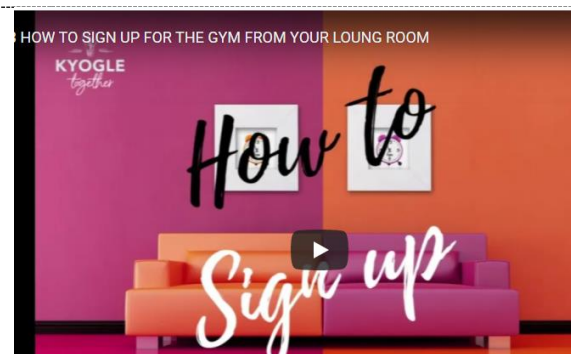 HOW TO SIGN UP FOR THE GYM FROM YOUR LOUNG ROOM
KYOGLE
together
How to
Sign up